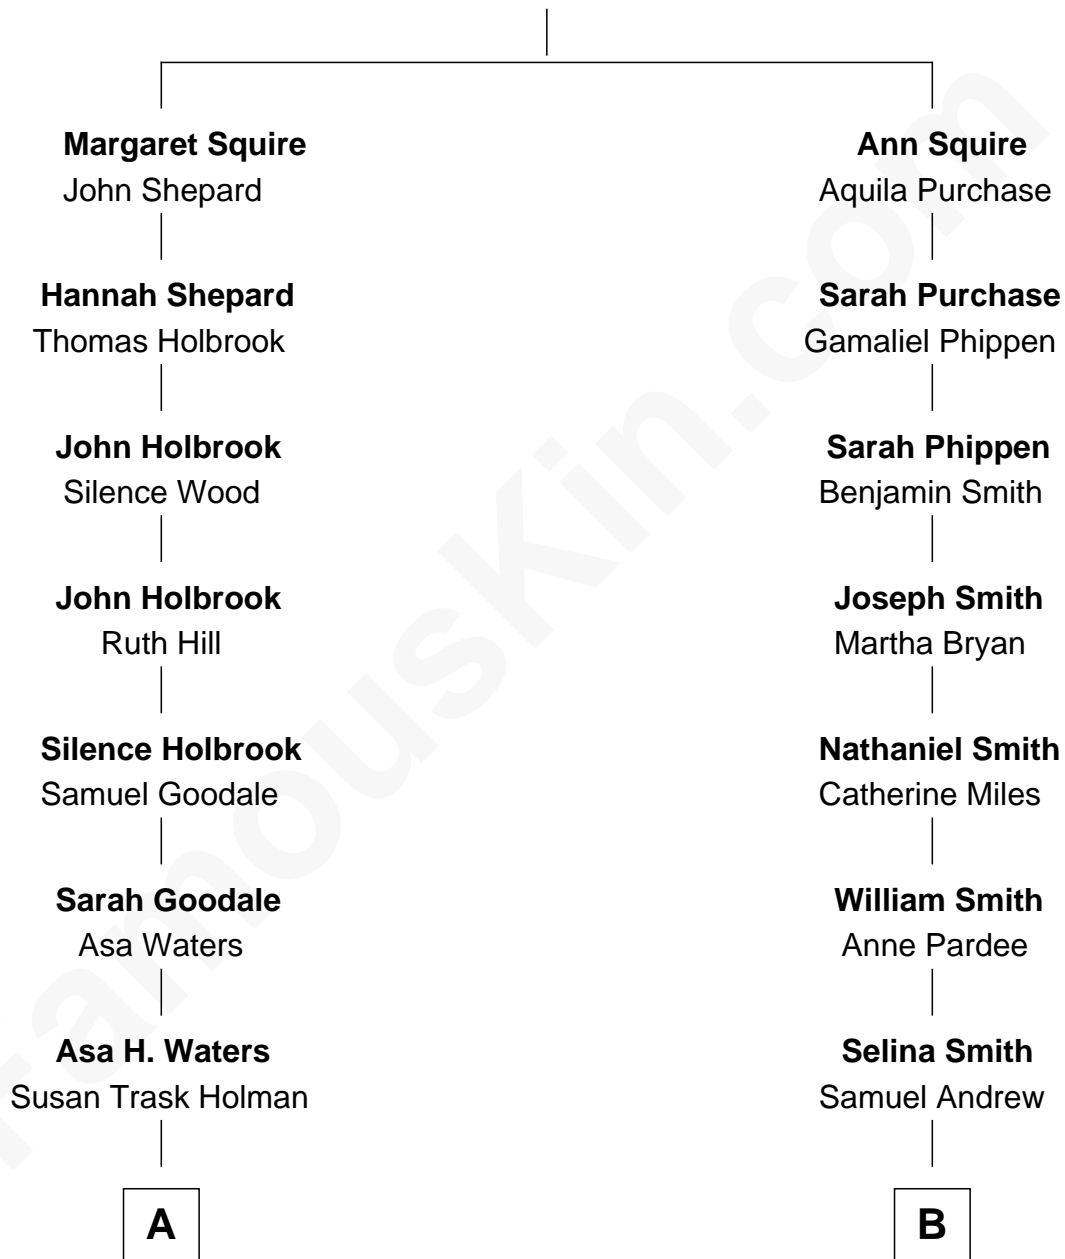 Margaret Squire
John Shepard
Ann Squire
Aquila Purchase
Hannah Shepard
Thomas Holbrook
Sarah Purchase
Gamaliel Phippen
John Holbrook
Silence Wood
Sarah Phippen
Benjamin Smith
John Holbrook
Ruth Hill
Joseph Smith
Martha Bryan
Silence Holbrook
Samuel Goodale
Nathaniel Smith
Catherine Miles
Sarah Goodale
Asa Waters
William Smith
Anne Pardee
Asa H. Waters
Susan Trask Holman
Selina Smith
Samuel Andrew
A
B
FamousKin.com